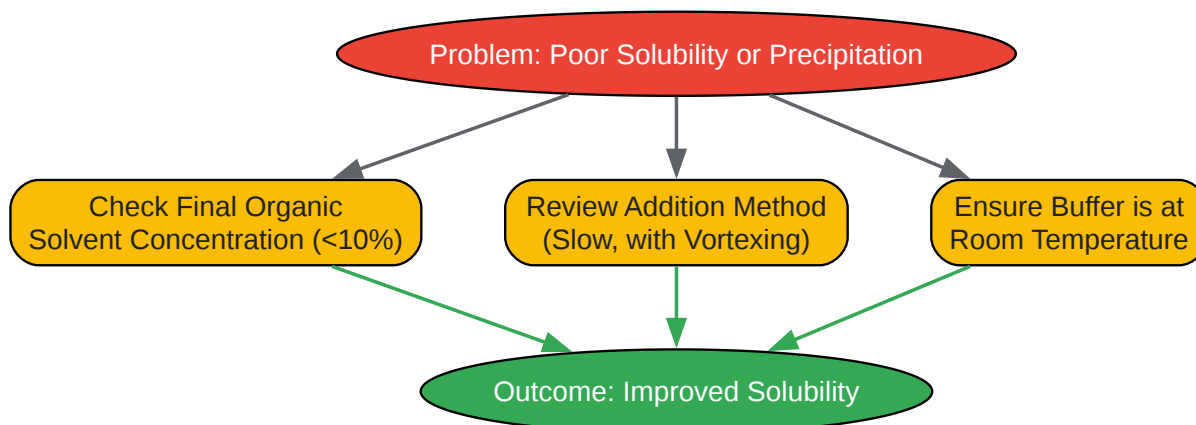 Problem: Poor Solubility or Precipitation
Check Final Organic
Solvent Concentration (<10%)
Review Addition Method
(Slow, with Vortexing)
Ensure Buffer is at
Room Temperature
Outcome: Improved Solubility